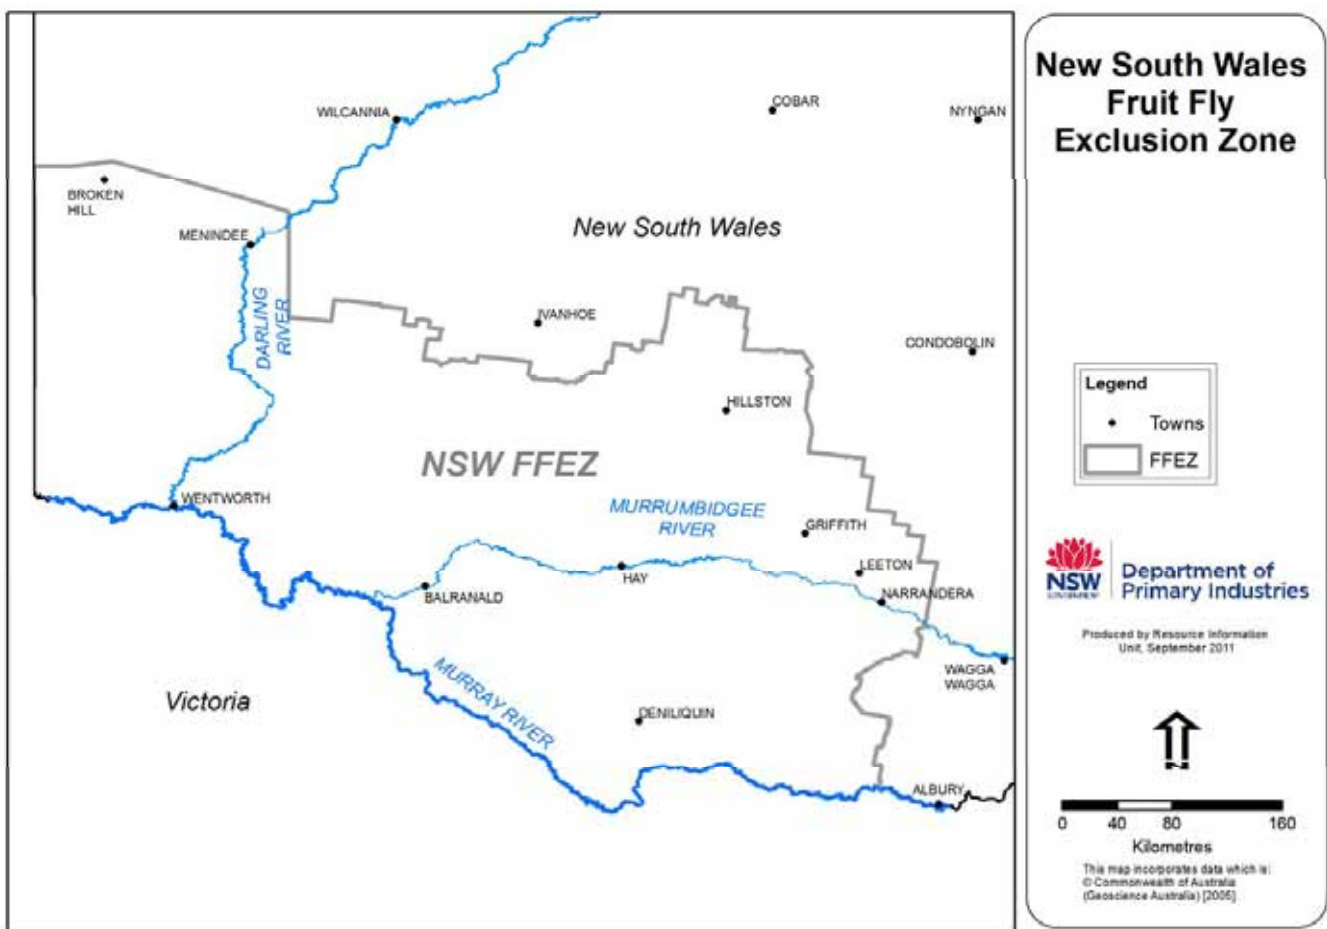 New South Wales
Fruit Fly
Exclusion Zone
WILCANNIA
COBAR
NYNGAN
BROKEN
HILL
MENINDEE
New South Wales
DARLING
RIVER
IVANHOE
CONDOBOLIN
HILLSTON
NSW FFEZ
WENTWORTH
MURRUMBIDGEE
RIVER
GRIFFITH
LEETON
HAY
BALRANALD
NARRANDERA
WAGGA
WAGGA
Victoria
MURRAY RIVER
DENILIQUIN
ALBURY
Legend
Towns
FFEZ
NSW
GOVERNMENT
Department of
Primary Industries
Produced by Resource Information
Unit, September 2011
0 40 80 160
Kilometres
This map incorporates data which is:
© Commonwealth of Australia
(Geoscience Australia) [2005].